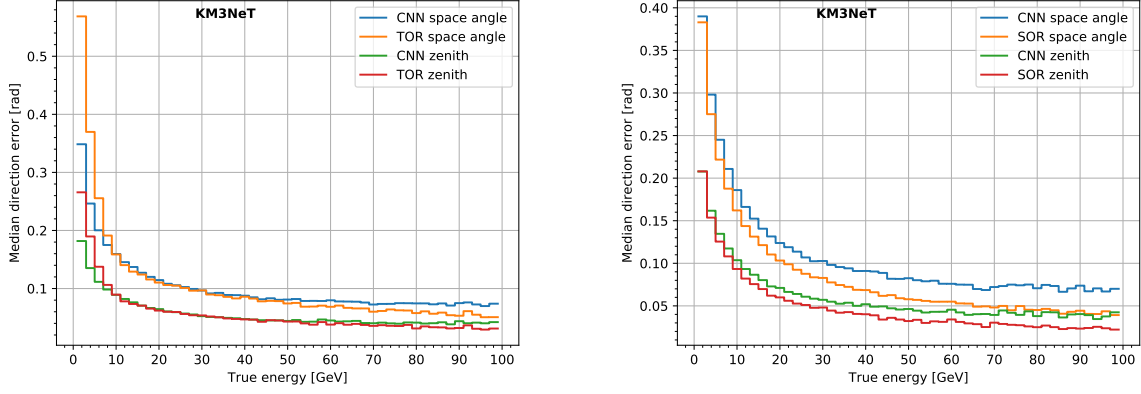 KM3NeT
CNN space angle
TOR space angle
CNN zenith
TOR zenith
Median direction error [rad]
0.5
0.4
0.3
0.2
0.1
0 10 20 30 40 50 60 70 80 90 100
True energy [GeV]
KM3NeT
CNN space angle
SOR space angle
CNN zenith
SOR zenith
Median direction error [rad]
0.40
0.35
0.30
0.25
0.20
0.15
0.10
0.05
0 10 20 30 40 50 60 70 80 90 100
True energy [GeV]